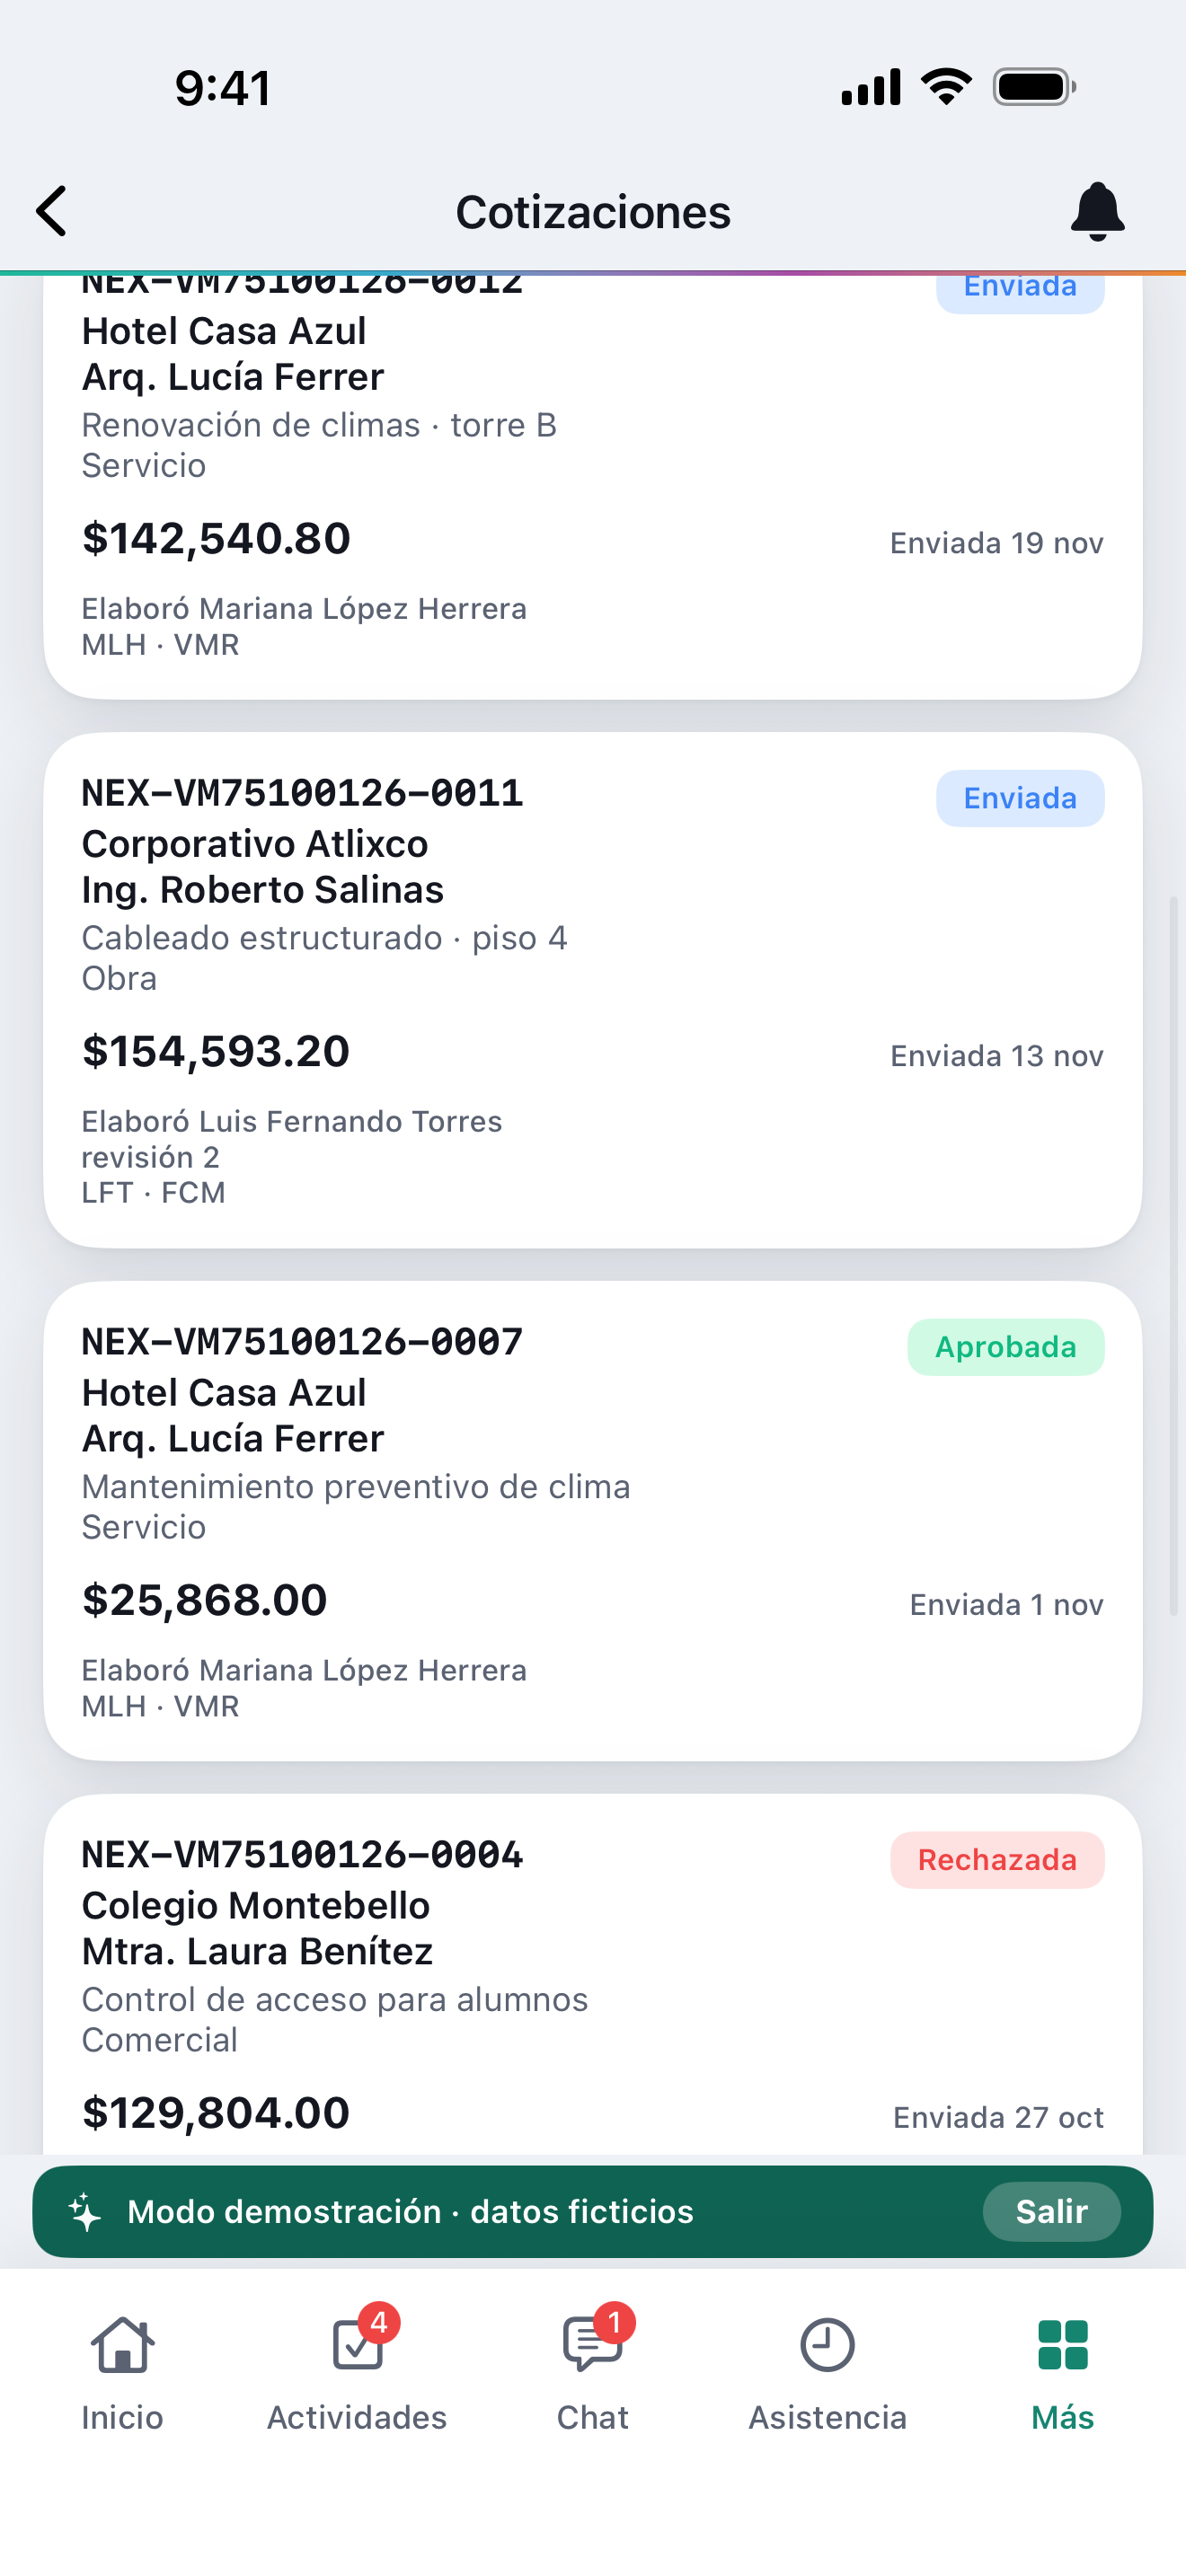 9:41
Cotizaciones
NEX-VM75100126-0012
Enviada
Hotel Casa Azul
Arq. Lucía Ferrer
Renovación de climas · torre B
Servicio
$142,540.80
Enviada 19 nov
Elaboró Mariana López Herrera
MLH · VMR
NEX-VM75100126-0011
Enviada
Corporativo Atlixco
Ing. Roberto Salinas
Cableado estructurado · piso 4
Obra
$154,593.20
Enviada 13 nov
Elaboró Luis Fernando Torres
revisión 2
LFT · FCM
NEX-VM75100126-0007
Aprobada
Hotel Casa Azul
Arq. Lucía Ferrer
Mantenimiento preventivo de clima
Servicio
$25,868.00
Enviada 1 nov
Elaboró Mariana López Herrera
MLH · VMR
NEX-VM75100126-0004
Rechazada
Colegio Montebello
Mtra. Laura Benítez
Control de acceso para alumnos
Comercial
$129,804.00
Enviada 27 oct
Modo demostración · datos ficticios
Salir
4
1
Inicio
Actividades
Chat
Asistencia
Más